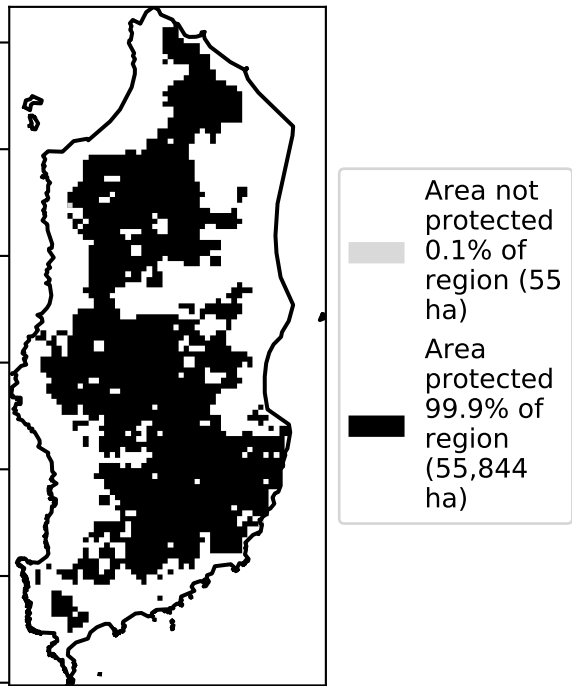 Area not
protected
0.1% of
region (55
ha)
Area
protected
99.9% of
region
(55,844
ha)